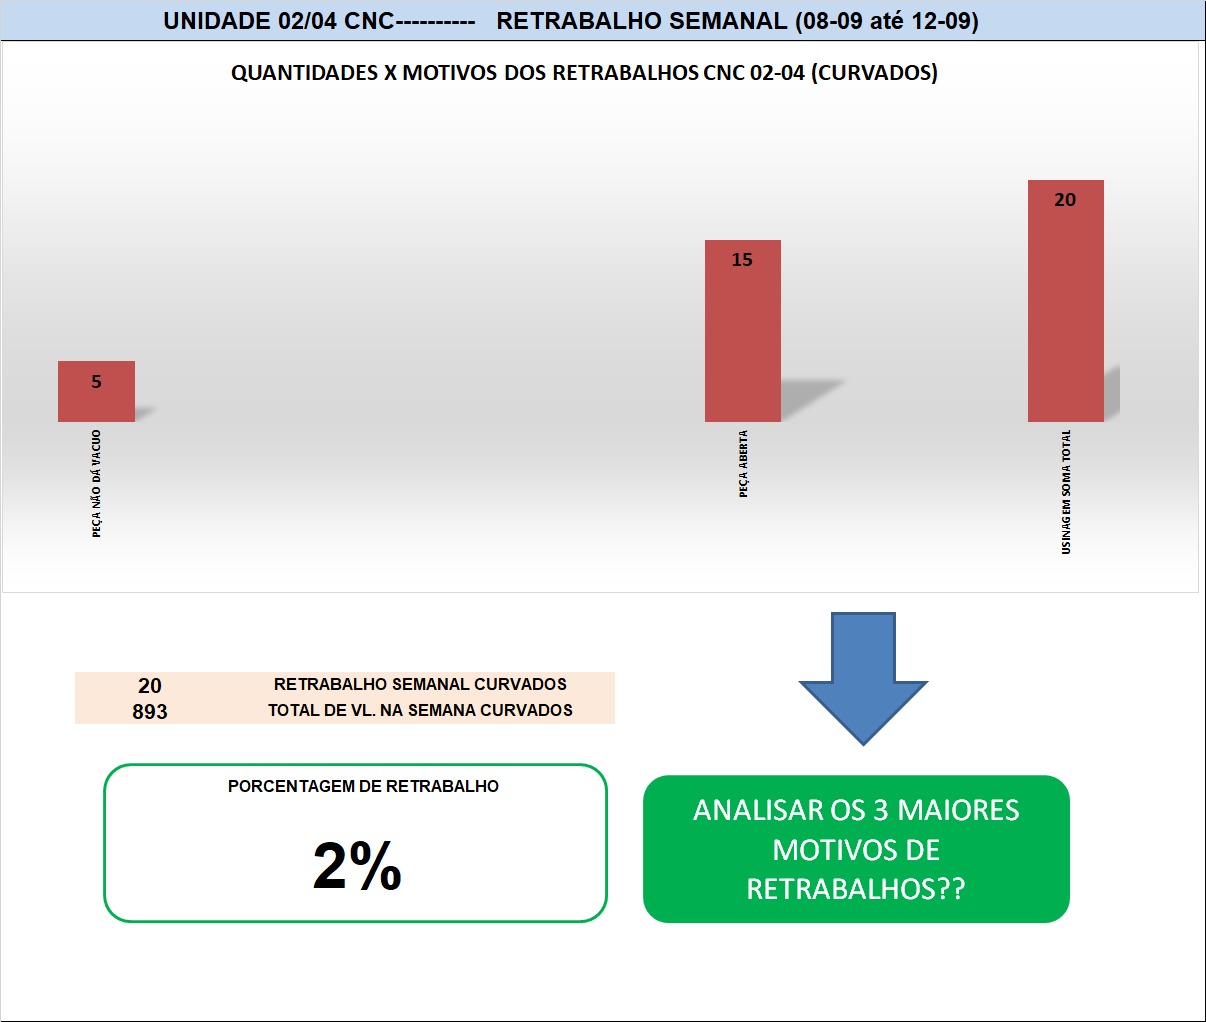 UNIDADE 02/04 CNC---------- RETRABALHO SEMANAL (08-09 até 12-09)
QUANTIDADES X MOTIVOS DOS RETRABALHOS CNC 02-04 (CURVADOS)
20
15
5
PEÇA NÃO DÁ VACUO
PEÇA ABERTA
USINAGEM SOMA TOTAL
20 RETRABALHO SEMANAL CURVADOS
893 TOTAL DE VL. NA SEMANA CURVADOS
PORCENTAGEM DE RETRABALHO
2%
ANALISAR OS 3 MAIORES
MOTIVOS DE
RETRABALHOS??